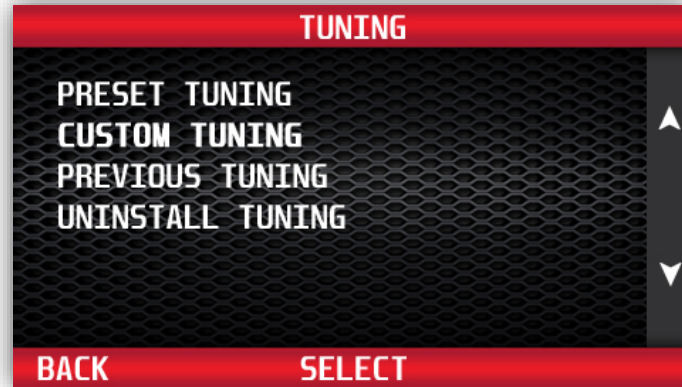 TUNING
PRESET TUNING
CUSTOM TUNING
PREVIOUS TUNING
UNINSTALL TUNING
BACK SELECT